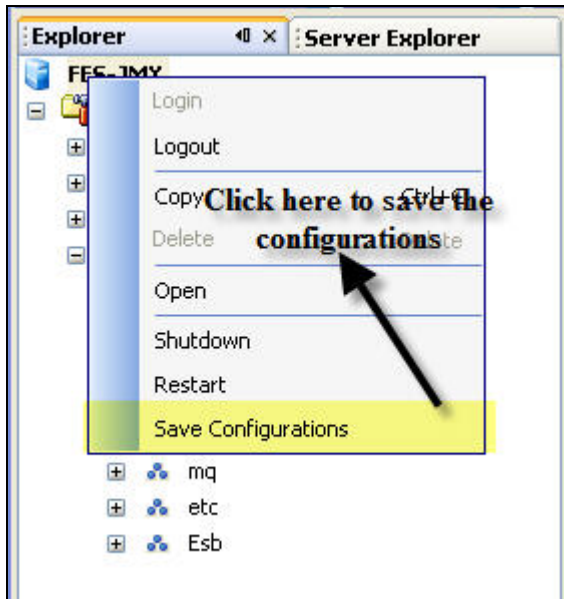 Explorer
Server Explorer
FES-JMX
Login
Logout
Copy
Click here to save the
configurations
Delete
Open
Shutdown
Restart
Save Configurations
mq
etc
Esb